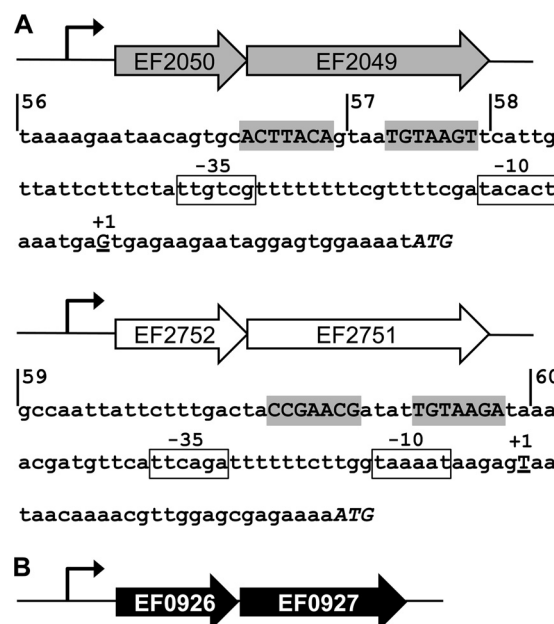 A
EF2050 EF2049
56 57 58
taaaagaataacagtgcACTTACAgtaaTGTAAGTtcattg
-35 -10
ttattctttctattgtcgttttttttcgttttcgatacact
+1
aaatgaGtgagaagaataggagtggaaaatATG
EF2752 EF2751
59 60
gccaattattctttgactaCCGAACGatatTGTAAGAtaaa
-35 -10 +1
acgatgttcattcagattttttcttggtaaaataagagTaa
taacaaaacgttggagcgagaaaaATG
B
EF0926 EF0927